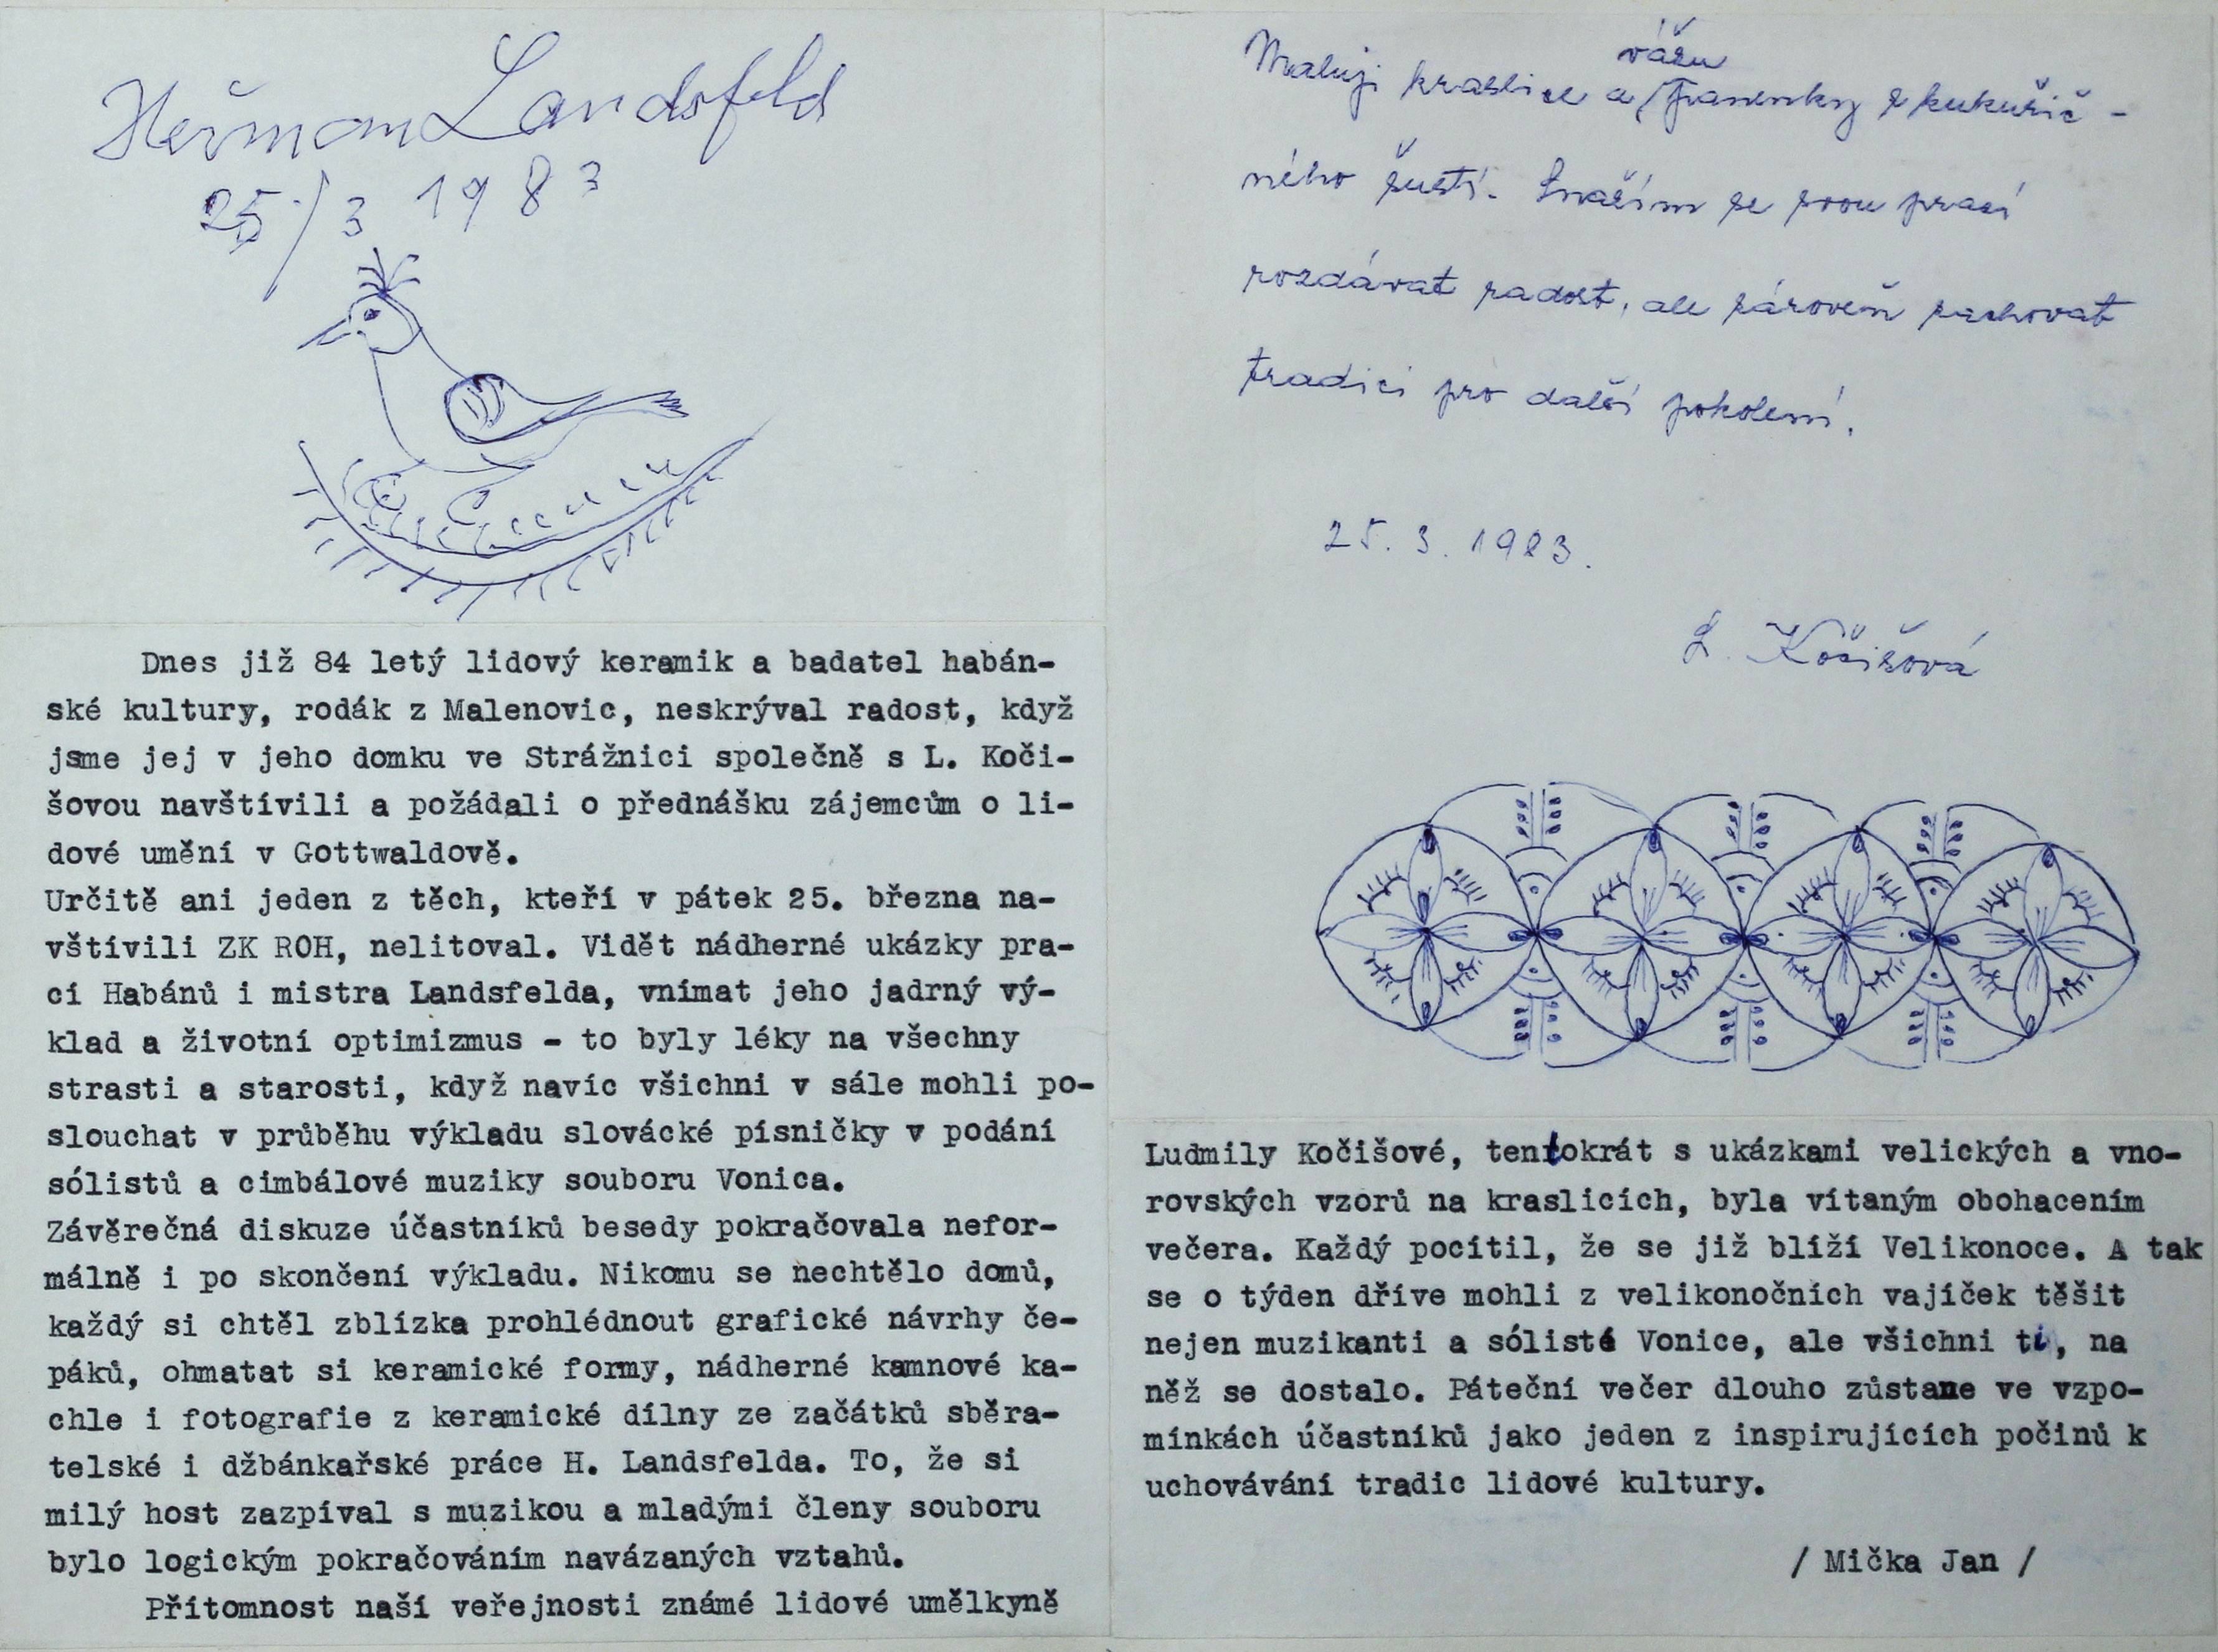 Heřman Landsfeld
25./3 1983
Dnes již 84 letý lidový keramik a badatel habán-
ské kultury, rodák z Malenovic, neskrýval radost, když
jsme jej v jeho domku ve Strážnici společně s L. Koči-
šovou navštívili a požádali o přednášku zájemcům o li-
dové umění v Gottwaldově.
Určitě ani jeden z těch, kteří v pátek 25. března na-
vštívili ZK ROH, nelitoval. Vidět nádherné ukázky pra-
cí Habánů i mistra Landsfelda, vnímat jeho jadrný vý-
klad a životní optimizmus - to byly léky na všechny
strasti a starosti, když navíc všichni v sále mohli po-
slouchat v průběhu výkladu slovácké písničky v podání
sólistů a cimbálové muziky souboru Vonica.
Závěrečná diskuze účastníků besedy pokračovala nefor-
málně i po skončení výkladu. Nikomu se nechtělo domů,
každý si chtěl zblízka prohlédnout grafické návrhy če-
páků, ohmatat si keramické formy, nádherné kamnové ka-
chle i fotografie z keramické dílny ze začátků sběra-
telské i džbánkařské práce H. Landsfelda. To, že si
milý host zazpíval s muzikou a mladými členy souboru
bylo logickým pokračováním navázaných vztahů.
Přítomnost naší veřejnosti známé lidové umělkyně
vážu
Maluji kraslice a panenky z kukuřič-
ného šustí. Snažím se svou prací
rozdávat radost, ale zároveň zachovat
tradici pro další pokolení.
25. 3. 1983.
L. Kočišová
Ludmily Kočišové, tentokrát s ukázkami velických a vno-
rovských vzorů na kraslicích, byla vítaným obohacením
večera. Každý pocítil, že se již blíží Velikonoce. A tak
se o týden dříve mohli z velikonočních vajíček těšit
nejen muzikanti a sólisté Vonice, ale všichni ti, na
něž se dostalo. Páteční večer dlouho zůstane ve vzpo-
mínkách účastníků jako jeden z inspirujících počinů k
uchovávání tradic lidové kultury.
/ Mička Jan /